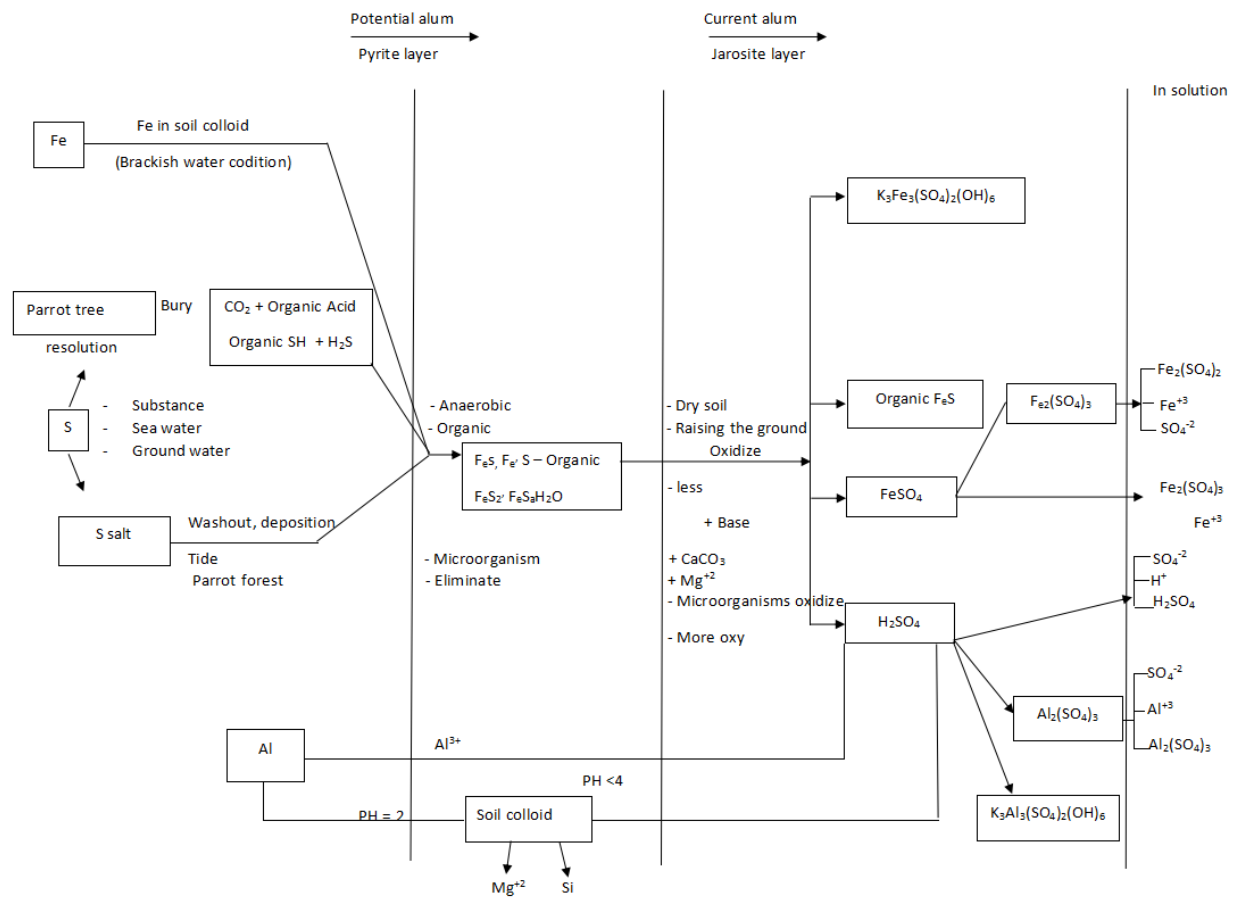 Potential alum
Pyrite layer
Current alum
Jarosite layer
In solution
Fe
Fe in soil colloid
(Brackish water codition)
K₃Fe₃(SO₄)₂(OH)₆
Parrot tree
Bury
resolution
CO₂ + Organic Acid
Organic SH + H₂S
S
- Substance
- Sea water
- Ground water
S salt
Washout, deposition
Tide
Parrot forest
- Anaerobic
- Organic
FₑS, Fₑ, S – Organic
FeS₂, FeSₐH₂O
- Microorganism
- Eliminate
- Dry soil
- Raising the ground
Oxidize
- less
+ Base
+ CaCO₃
+ Mg⁺²
- Microorganisms oxidize
- More oxy
Organic FₑS
Fₑ₂(SO₄)₃
Fe₂(SO₄)₂
Fe⁺³
SO₄⁻²
FeSO₄
Fe₂(SO₄)₃
Fe⁺³
H₂SO₄
SO₄⁻²
H⁺
H₂SO₄
Al₂(SO₄)₃
SO₄⁻²
Al⁺³
Al₂(SO₄)₃
K₃Al₃(SO₄)₂(OH)₆
Al
Al³⁺
PH <4
PH = 2
Soil colloid
Mg⁺²
Si